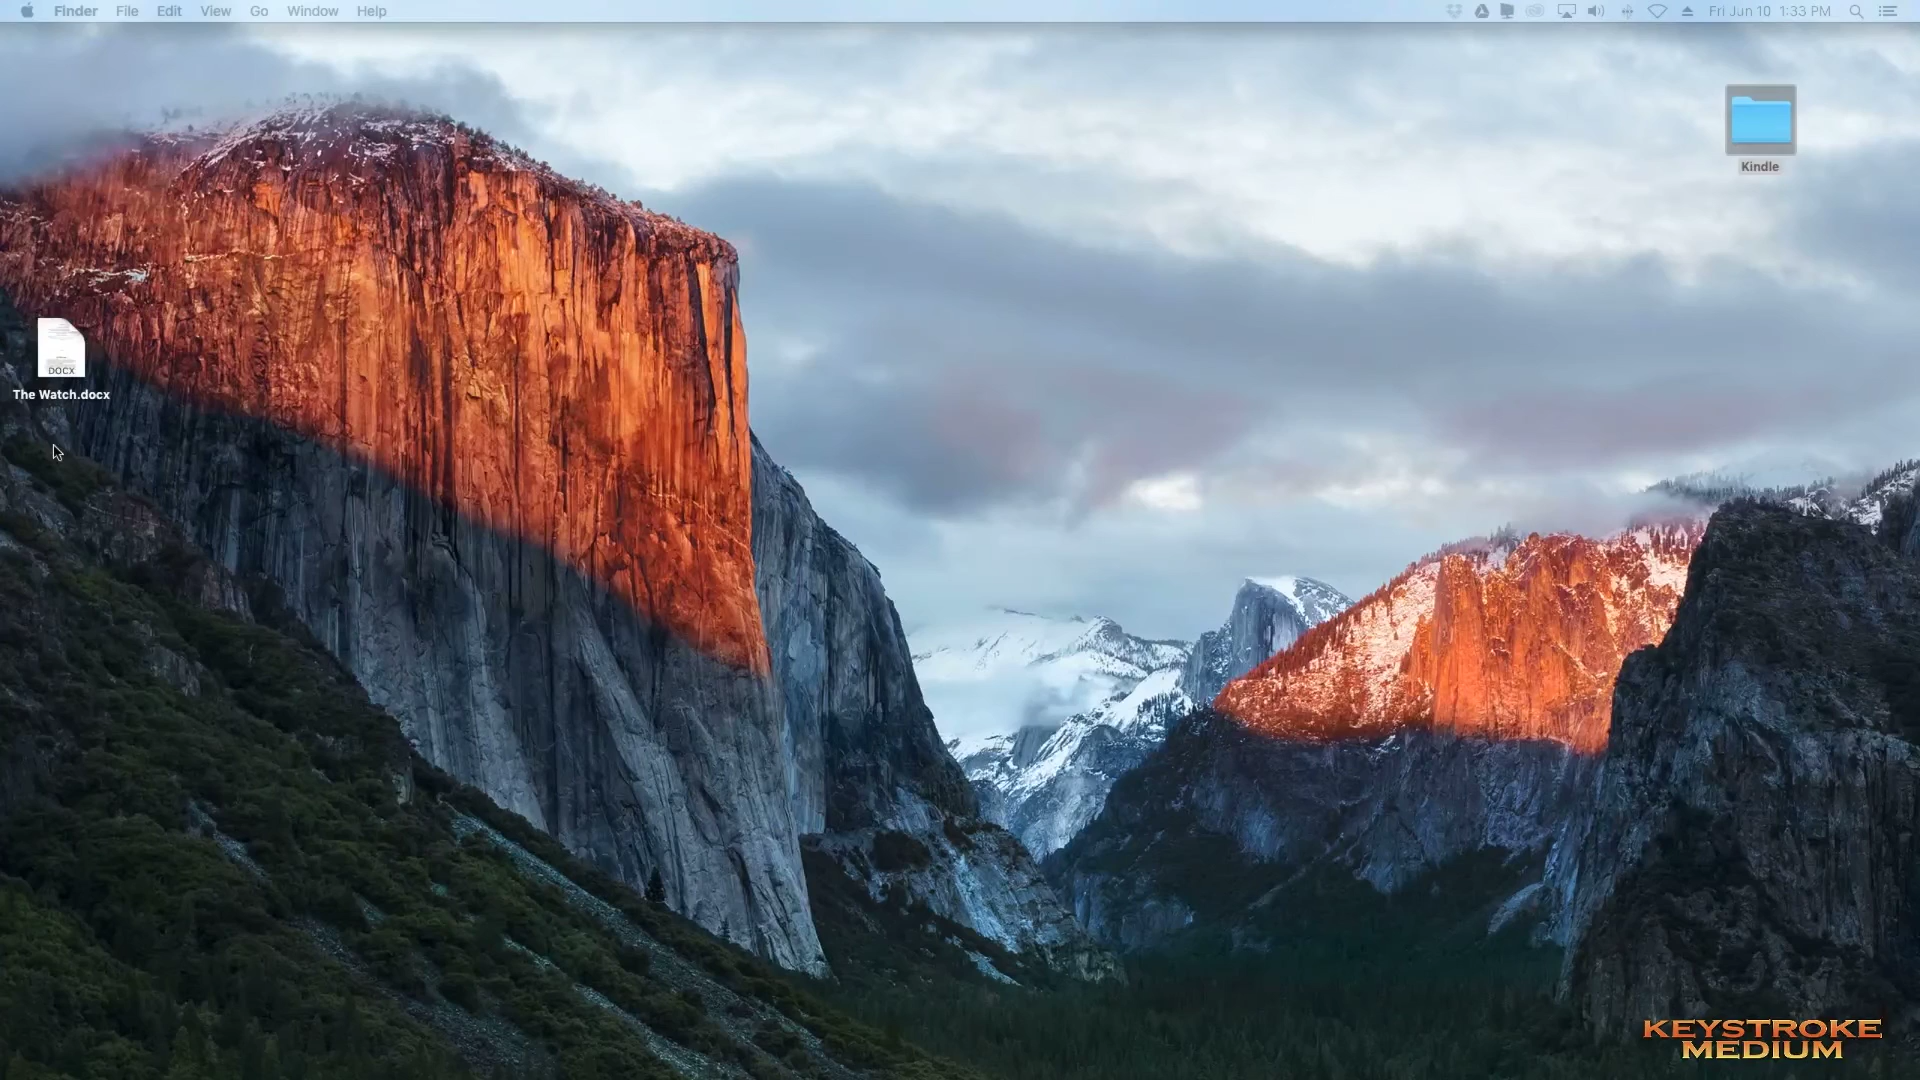 Finder File Edit View Go Window Help Fri Jun 10 1:33 PM
Kindle
DOCX
The Watch.docx
KEYSTROKE
MEDIUM